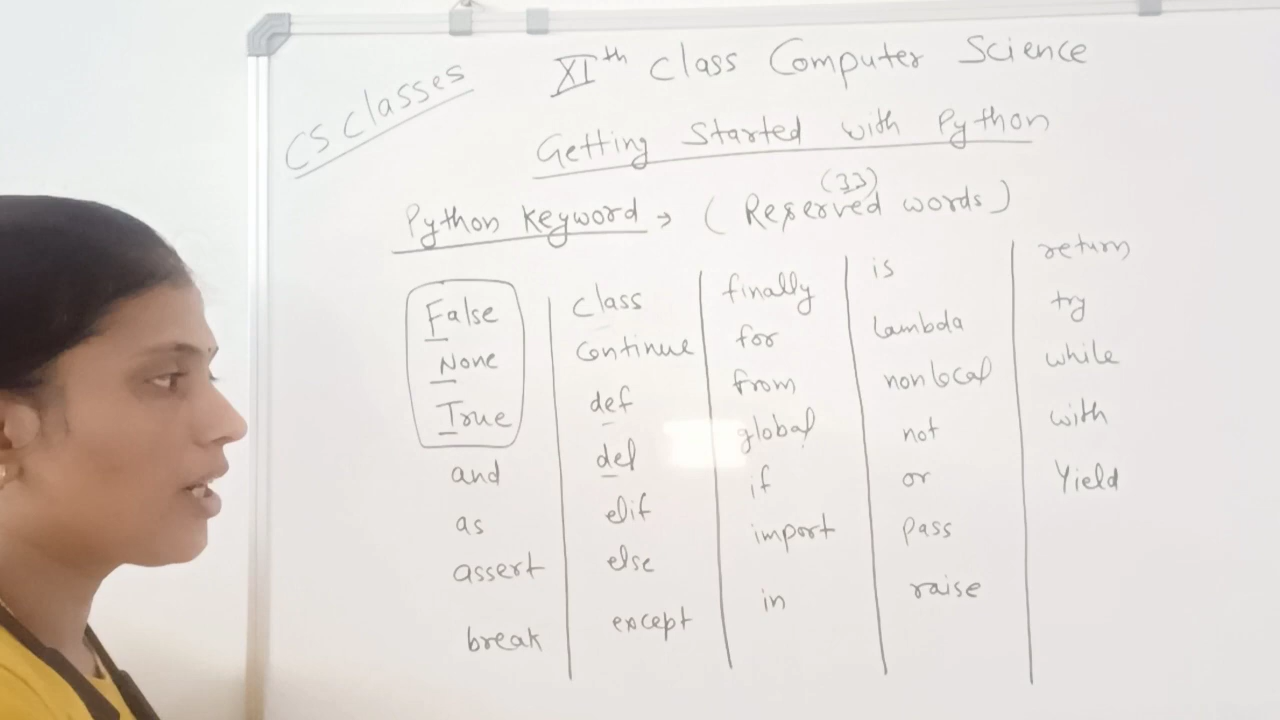 CS Classes
XIth Class Computer Science
Getting Started with Python
(33)
Python Keyword → (Reserved words)
False
None
True
and
as
assert
break
class
continue
def
del
elif
else
except
finally
for
from
global
if
import
in
is
lambda
nonlocal
not
or
pass
raise
return
try
while
with
Yield